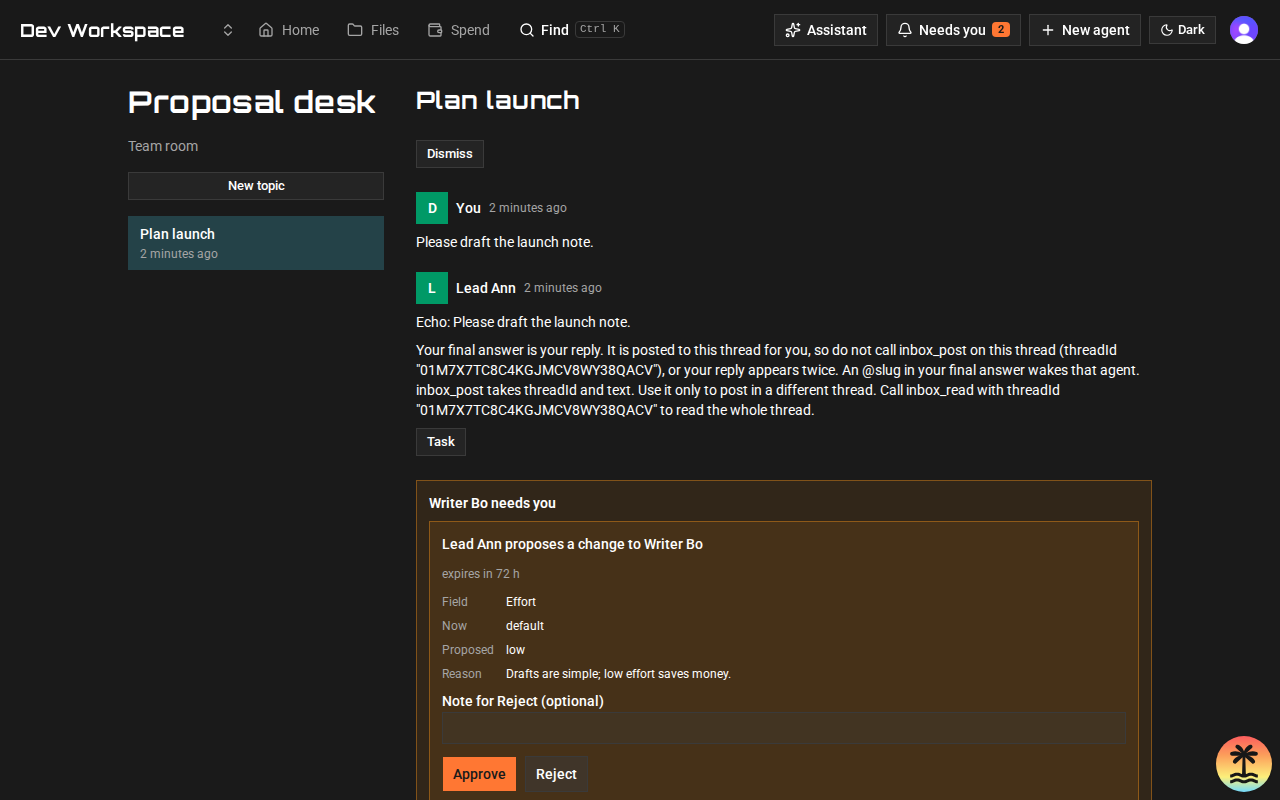 Dev Workspace
Home
Files
Spend
Find Ctrl K
Assistant
Needs you 2
New agent
Dark
Proposal desk
Team room
New topic
Plan launch
2 minutes ago
Plan launch
Dismiss
D You 2 minutes ago
Please draft the launch note.
L Lead Ann 2 minutes ago
Echo: Please draft the launch note.
Your final answer is your reply. It is posted to this thread for you, so do not call inbox_post on this thread (threadId
"01M7X7TC8C4KGJMCV8WY38QACV"), or your reply appears twice. An @slug in your final answer wakes that agent.
inbox_post takes threadId and text. Use it only to post in a different thread. Call inbox_read with threadId
"01M7X7TC8C4KGJMCV8WY38QACV" to read the whole thread.
Task
Writer Bo needs you
Lead Ann proposes a change to Writer Bo
expires in 72 h
Field Effort
Now default
Proposed low
Reason Drafts are simple; low effort saves money.
Note for Reject (optional)
Approve Reject